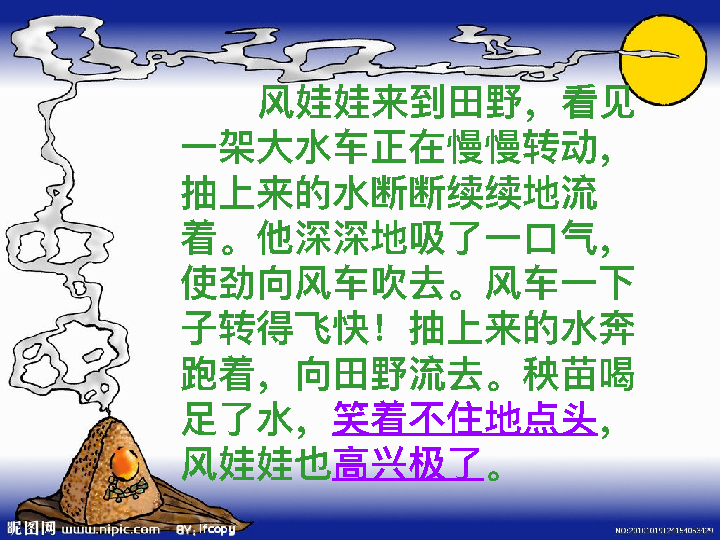 风娃娃来到田野，看见
一架大水车正在慢慢转动，
抽上来的水断断续续地流
着。他深深地吸了一口气，
使劲向风车吹去。风车一下
子转得飞快！抽上来的水奔
跑着，向田野流去。秧苗喝
足了水，笑着不住地点头，
风娃娃也高兴极了。
昵图网 www.nipic.com BY: lfcopy